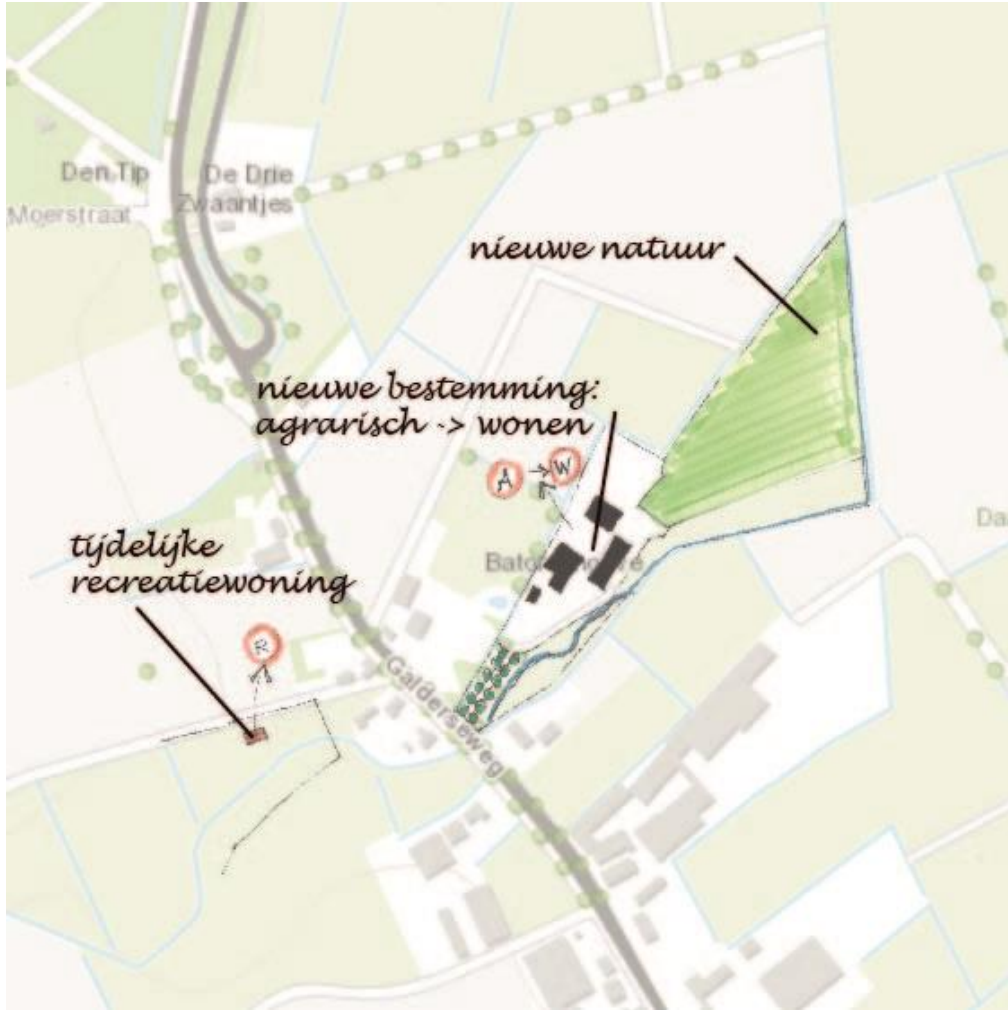 Den Tip
De Drie
Zwaantjes
Moerstraat
nieuwe natuur
nieuwe bestemming:
agrarisch -> wonen
A
W
tijdelijke
recreatiewoning
R
Galderseweg